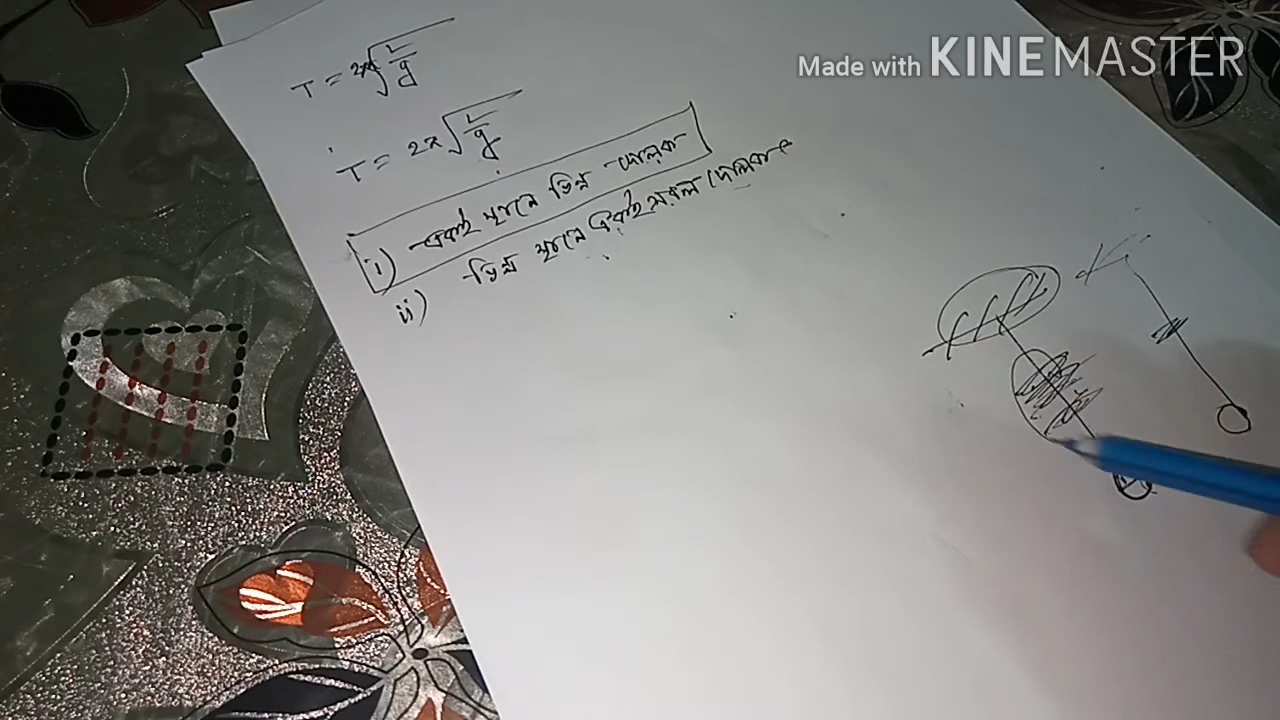 Made with KINEMASTER
T = 2π√(L/g)
T = 2π√(L/g)
i) একই স্থানে ভিন্ন দোলক
ii) ভিন্ন স্থানে একই সরল দোলক